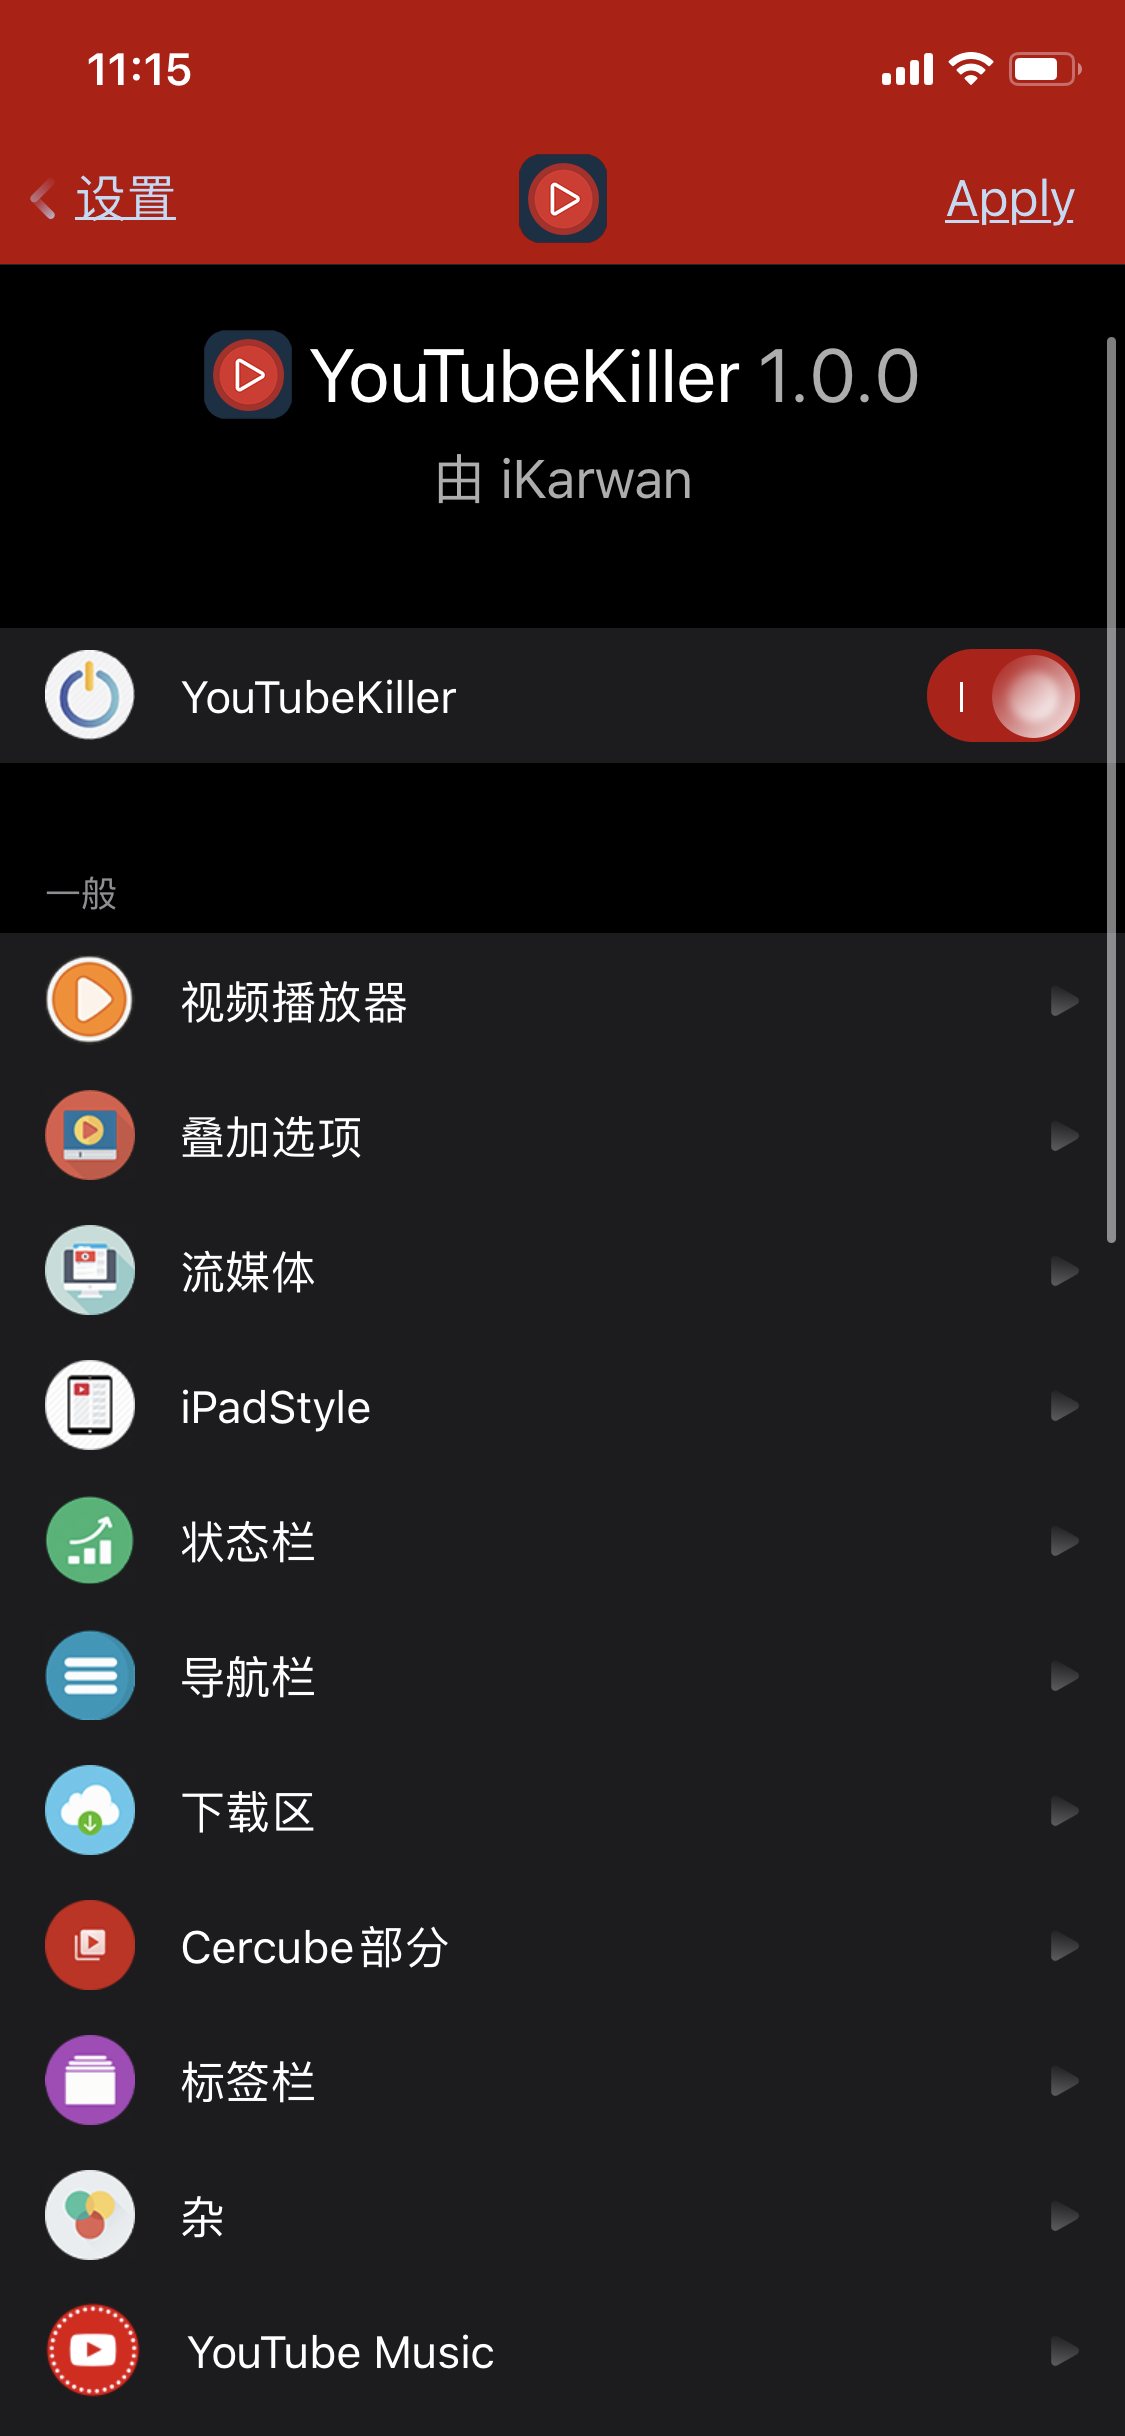 11:15
设置
Apply
YouTubeKiller 1.0.0
由 iKarwan
YouTubeKiller
一般
视频播放器
叠加选项
流媒体
iPadStyle
状态栏
导航栏
下载区
Cercube部分
标签栏
杂
YouTube Music